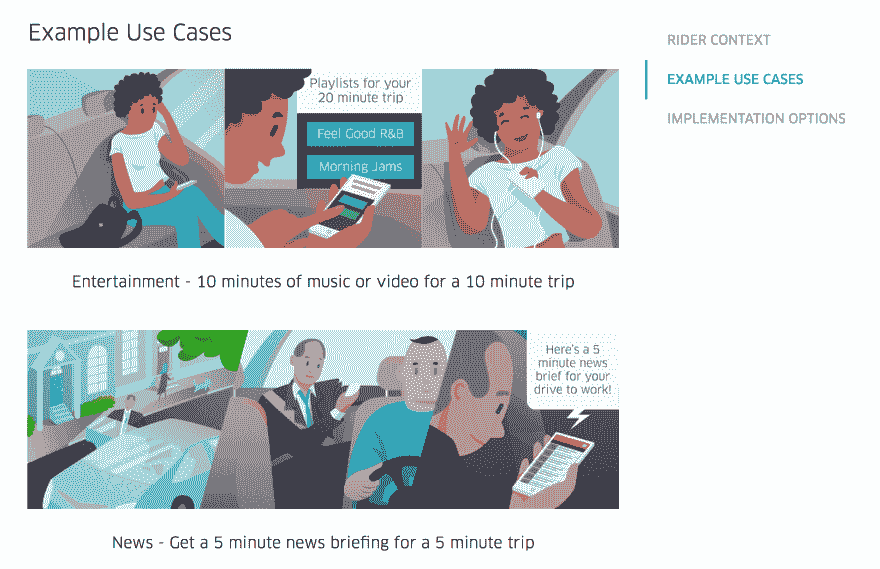 Example Use Cases
RIDER CONTEXT
EXAMPLE USE CASES
IMPLEMENTATION OPTIONS
Playlists for your
20 minute trip
Feel Good R&B
Morning Jams
Entertainment - 10 minutes of music or video for a 10 minute trip
Here's a 5
minute news
brief for your
drive to work!
News - Get a 5 minute news briefing for a 5 minute trip